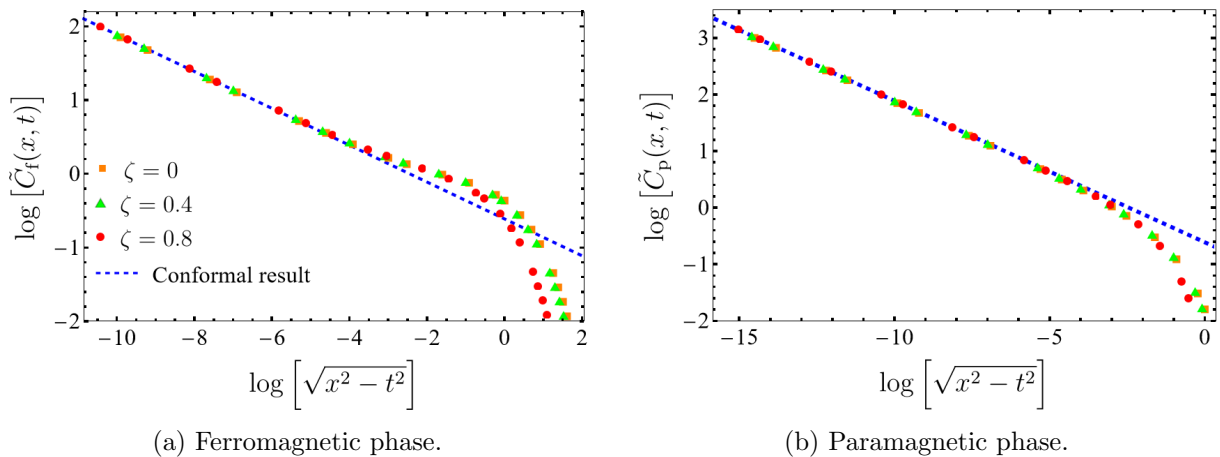 2
1
0
−1
−2
log [C̃f(x, t)]
ζ = 0
ζ = 0.4
ζ = 0.8
Conformal result
−10 −8 −6 −4 −2 0 2
log [√x² − t²]
(a) Ferromagnetic phase.
3
2
1
0
−1
−2
log [C̃p(x, t)]
−15 −10 −5 0
log [√x² − t²]
(b) Paramagnetic phase.